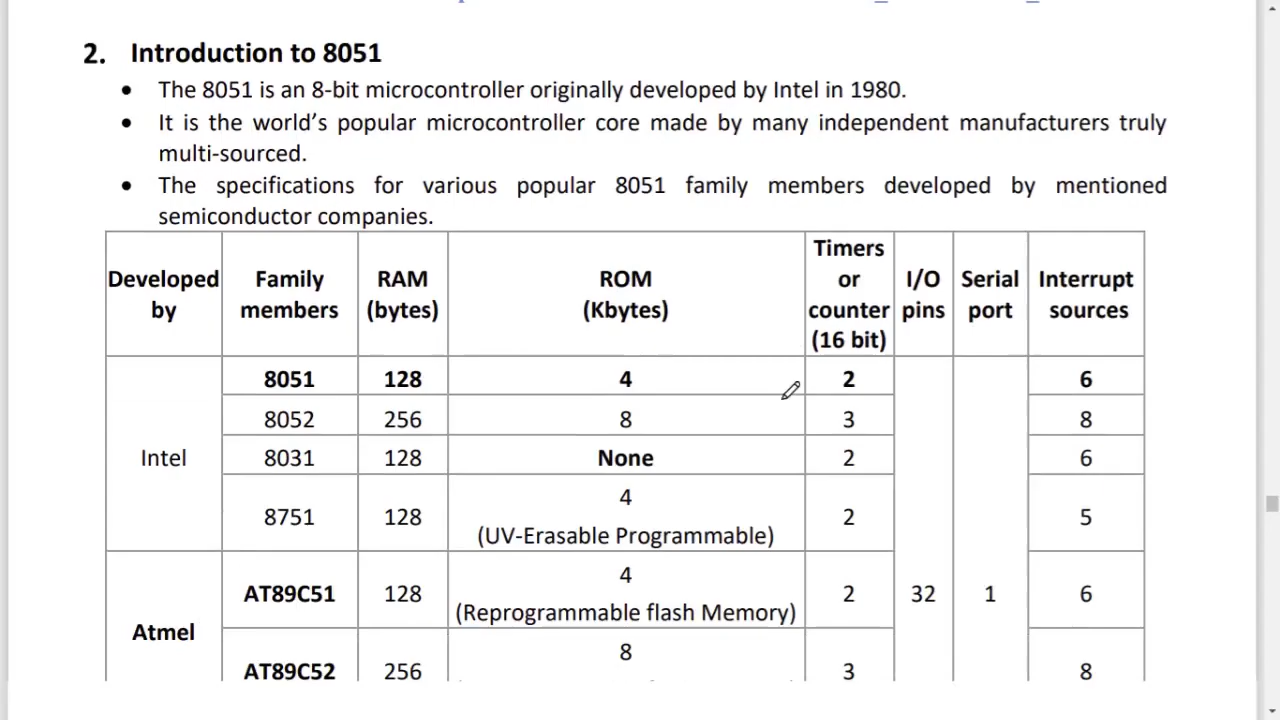 2. Introduction to 8051
• The 8051 is an 8-bit microcontroller originally developed by Intel in 1980.
• It is the world’s popular microcontroller core made by many independent manufacturers truly
multi-sourced.
• The specifications for various popular 8051 family members developed by mentioned
semiconductor companies.
Developed by Family members RAM (bytes) ROM (Kbytes) Timers or counter (16 bit) I/O pins Serial port Interrupt sources
Intel 8051 128 4 2 32 1 6
8052 256 8 3 8
8031 128 None 2 6
8751 128 4 (UV-Erasable Programmable) 2 5
Atmel AT89C51 128 4 (Reprogrammable flash Memory) 2 6
AT89C52 256 8 3 8